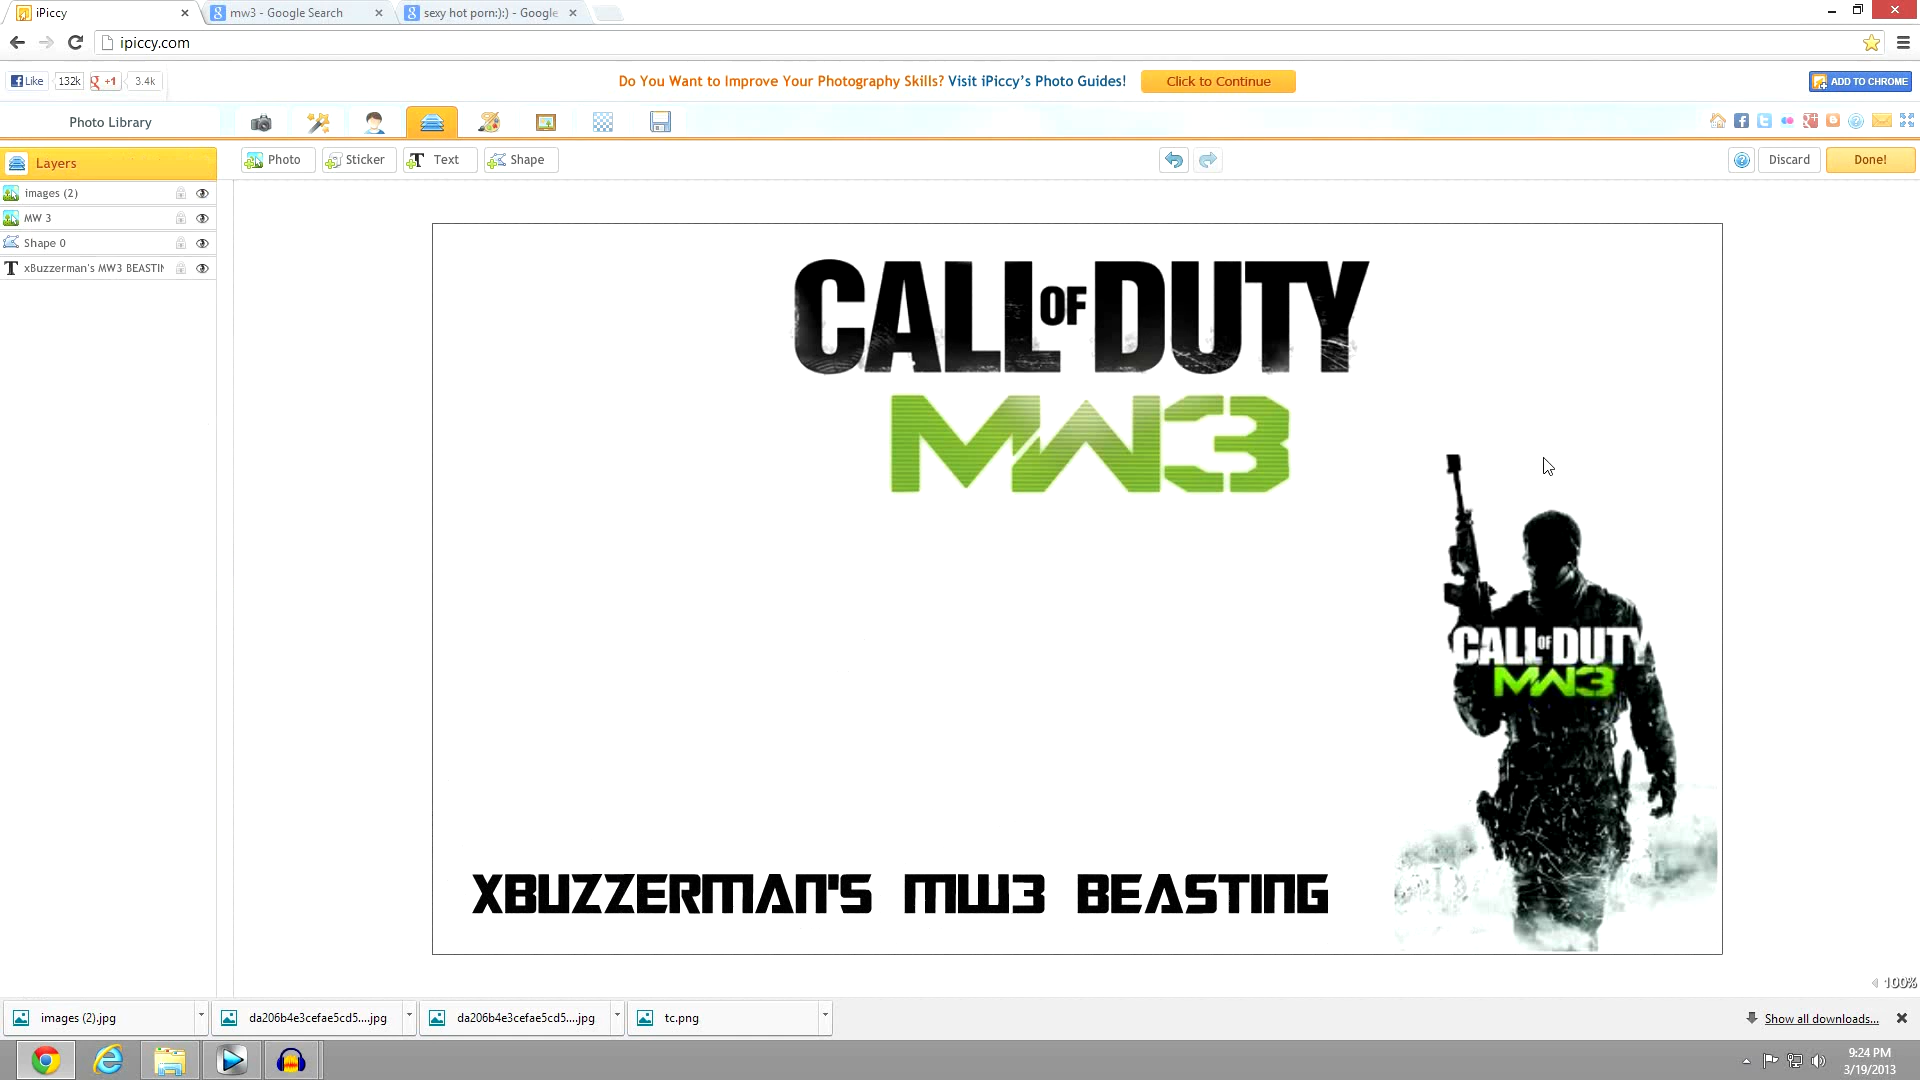 iPiccy
mw3 - Google Search
sexy hot porn:):) - Google
ipiccy.com
Like
132k
+1
3.4k
Do You Want to Improve Your Photography Skills? Visit iPiccy's Photo Guides!
Click to Continue
ADD TO CHROME
Photo Library
Layers
Photo
Sticker
Text
Shape
Discard
Done!
images (2)
MW 3
Shape 0
xBuzzerman's MW3 BEASTIN
CALL OF DUTY
MW3
CALL OF DUTY
MW3
XBUZZERMAN'S MW3 BEASTING
100%
images (2).jpg
da206b4e3cefae5cd5....jpg
da206b4e3cefae5cd5....jpg
tc.png
Show all downloads...
9:24 PM
3/19/2013